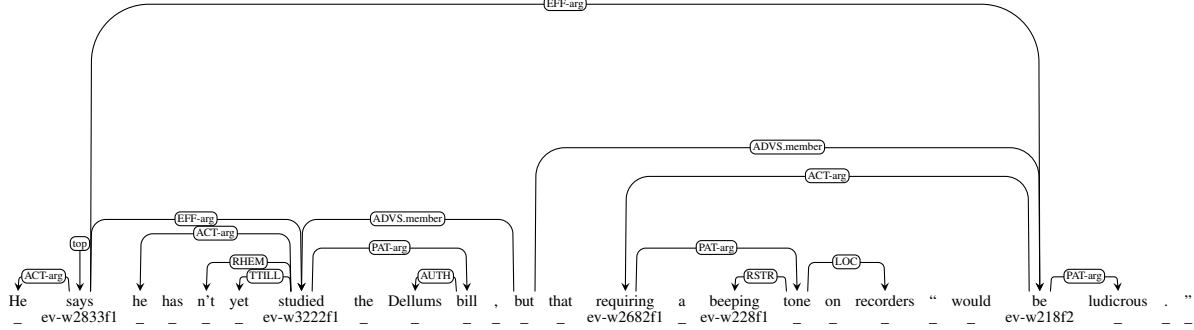 EFF-arg
ADVS.member
ACT-arg
EFF-arg ADVS.member
ACT-arg
top PAT-arg PAT-arg
RHEM LOC
ACT-arg TTILL AUTH RSTR PAT-arg
He says he has n't yet studied the Dellums bill , but that requiring a beeping tone on recorders “ would be ludicrous . ”
_ ev-w2833f1 _ _ _ _ ev-w3222f1 _ _ _ _ _ _ ev-w2682f1 _ ev-w228f1 _ _ _ _ _ ev-w218f2 _ _ _